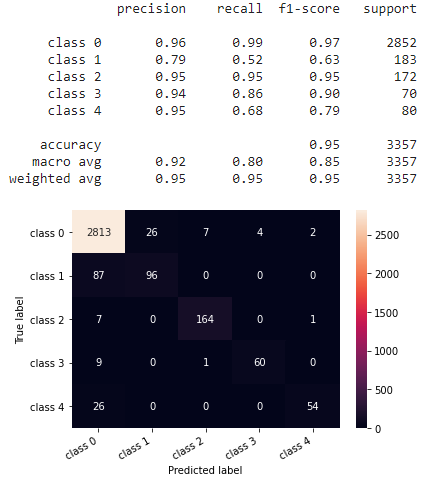 precision recall f1-score support
class 0 0.96 0.99 0.97 2852
class 1 0.79 0.52 0.63 183
class 2 0.95 0.95 0.95 172
class 3 0.94 0.86 0.90 70
class 4 0.95 0.68 0.79 80
accuracy 0.95 3357
macro avg 0.92 0.80 0.85 3357
weighted avg 0.95 0.95 0.95 3357
class 0 2813 26 7 4 2
class 1 87 96 0 0 0
class 2 7 0 164 0 1
class 3 9 0 1 60 0
class 4 26 0 0 0 54
class 0 class 1 class 2 class 3 class 4
Predicted label
True label
2500
2000
1500
1000
500
0